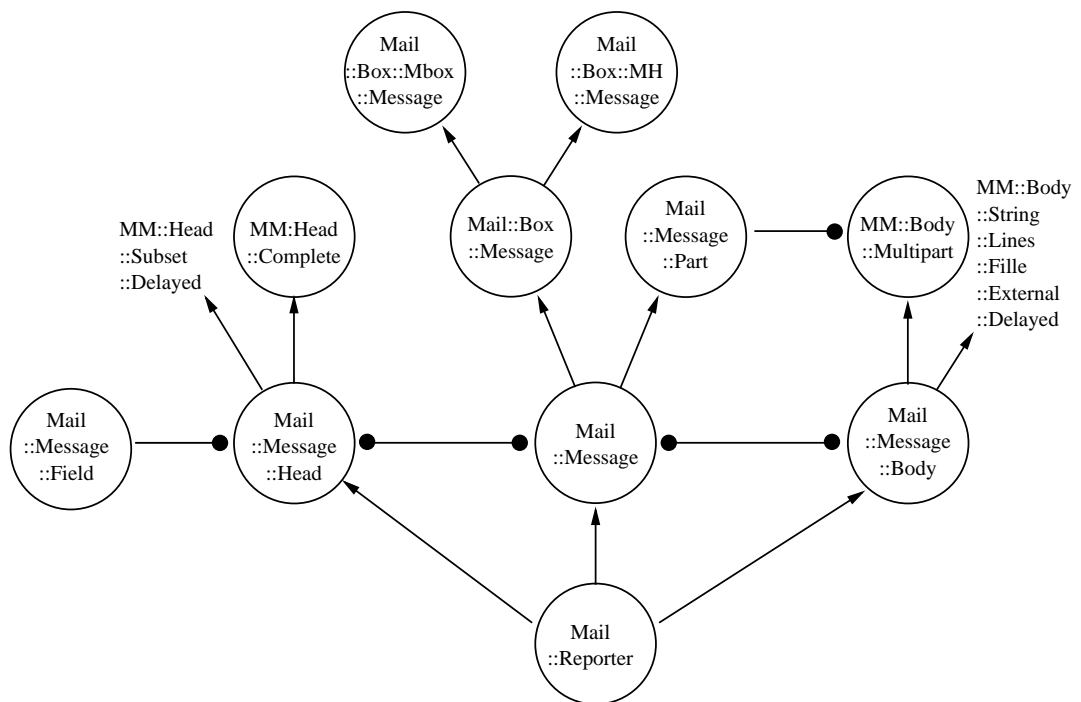 Mail
::Box::Mbox
::Message
Mail
::Box::MH
::Message
MM::Head
::Subset
::Delayed
MM:Head
::Complete
Mail::Box
::Message
Mail
::Message
::Part
MM::Body
::Multipart
MM::Body
::String
::Lines
::Fille
::External
::Delayed
Mail
::Message
::Field
Mail
::Message
::Head
Mail
::Message
Mail
::Message
::Body
Mail
::Reporter